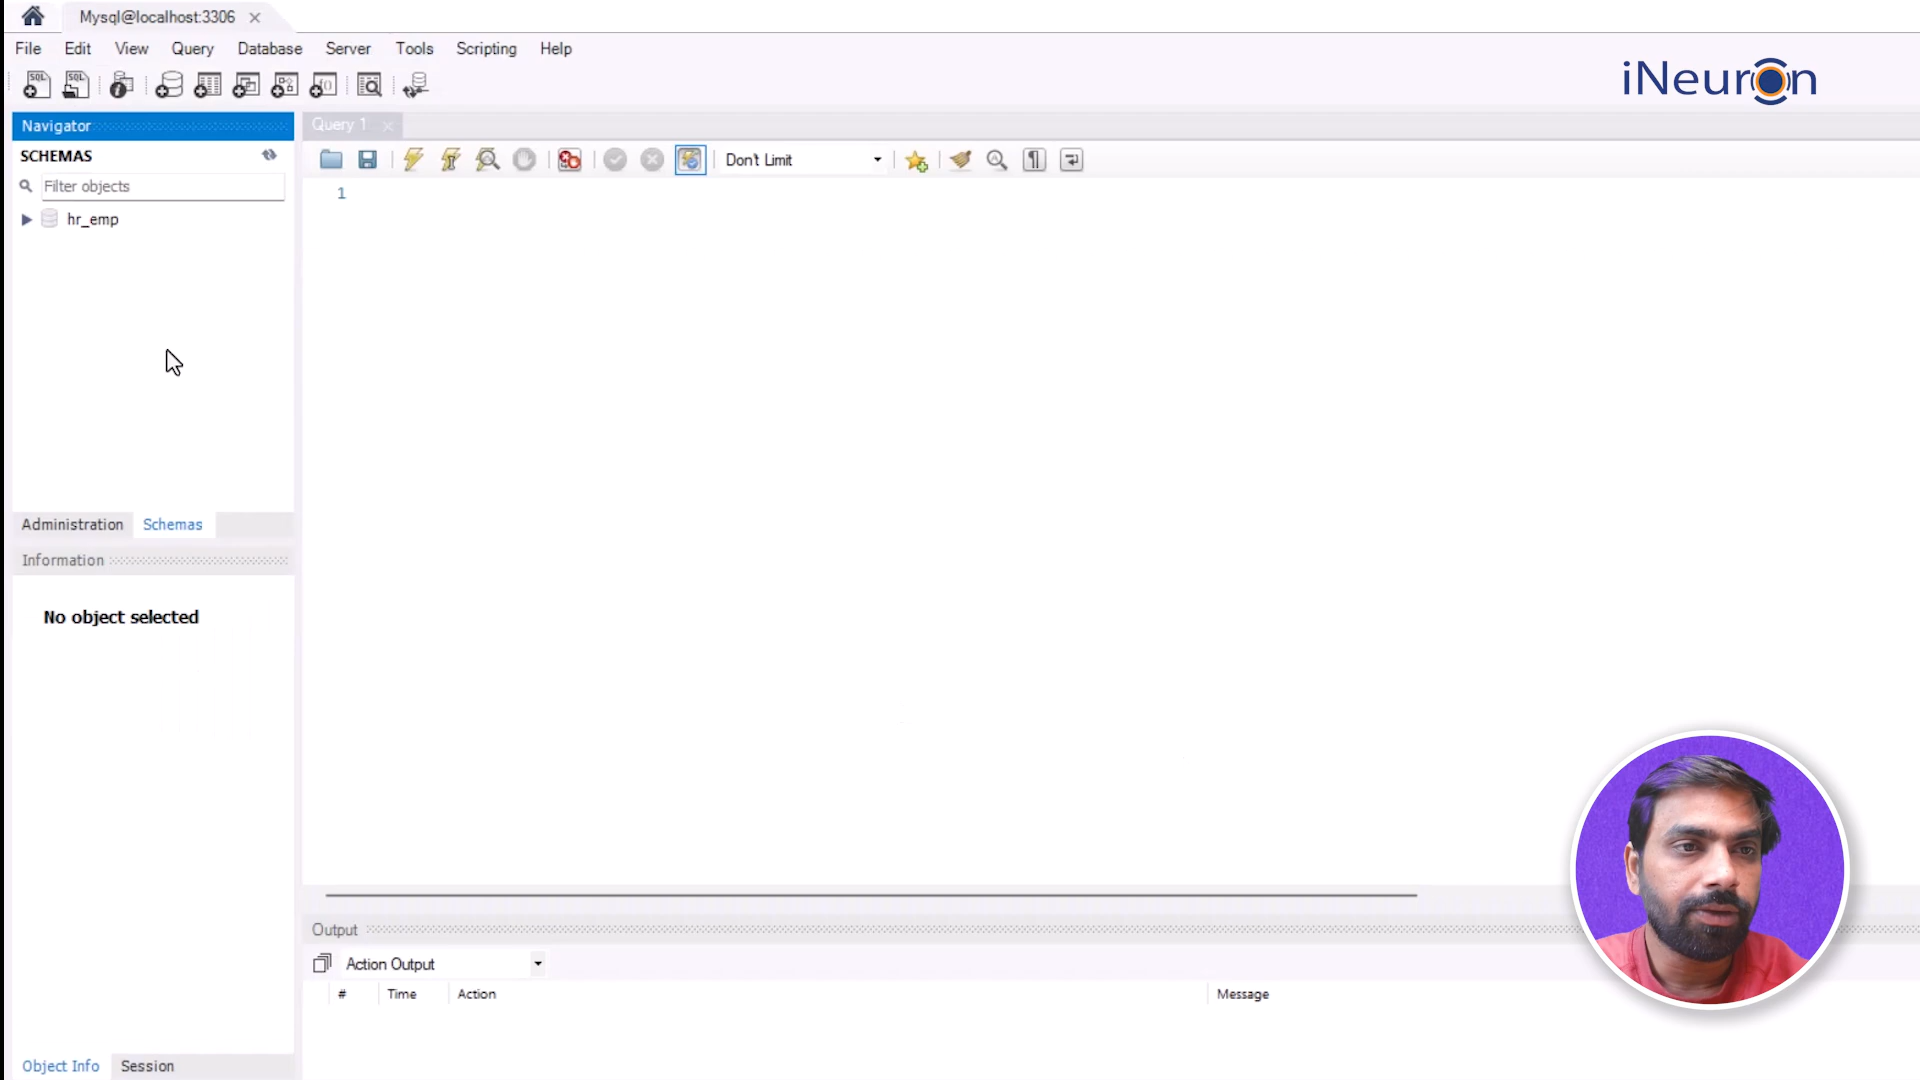 Mysql@localhost:3306
File Edit View Query Database Server Tools Scripting Help
SQL SQL
iNeuron
Navigator
Query 1
SCHEMAS
Don't Limit
Filter objects
1
hr_emp
Administration Schemas
Information
No object selected
Output
Action Output
# Time Action Message
Object Info Session